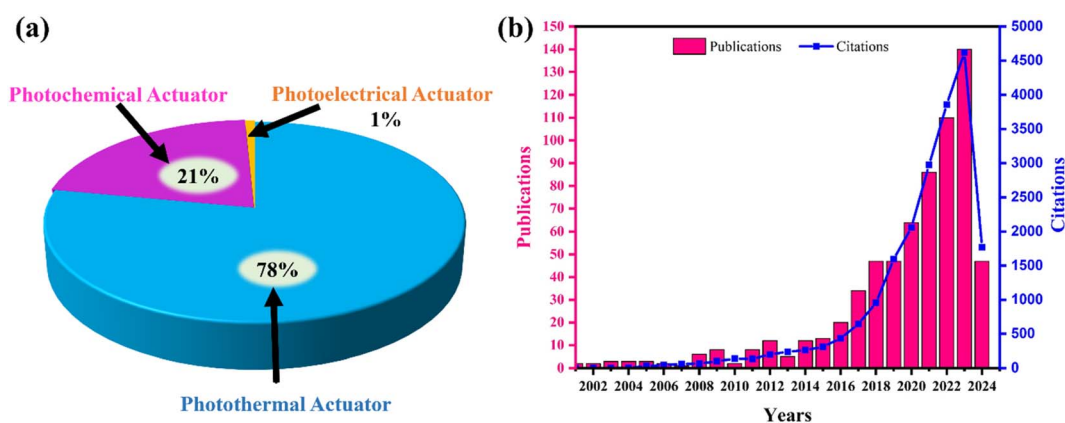 (a)
Photochemical Actuator
Photoelectrical Actuator
1%
21%
78%
Photothermal Actuator
(b)
Publications
Citations
150
140
130
120
110
100
90
80
70
60
50
40
30
20
10
0
Publications
5000
4500
4000
3500
3000
2500
2000
1500
1000
500
0
Citations
2002 2004 2006 2008 2010 2012 2014 2016 2018 2020 2022 2024
Years